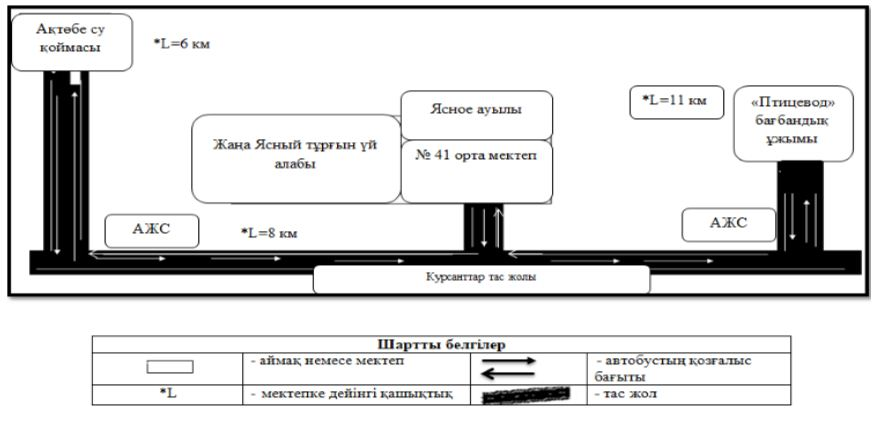 Ақтөбе су
қоймасы
*L=6 км
Ясное ауылы
*L=11 км
«Птицевод»
бағбандық
ұжымы
Жаңа Ясный тұрғын үй
алабы
№ 41 орта мектеп
АЖС
*L=8 км
АЖС
Курсанттар тас жолы
Шартты белгілер
- аймақ немесе мектеп
- автобустың қозғалыс
бағыты
*L
- мектепке дейінгі қашықтық
- тас жол